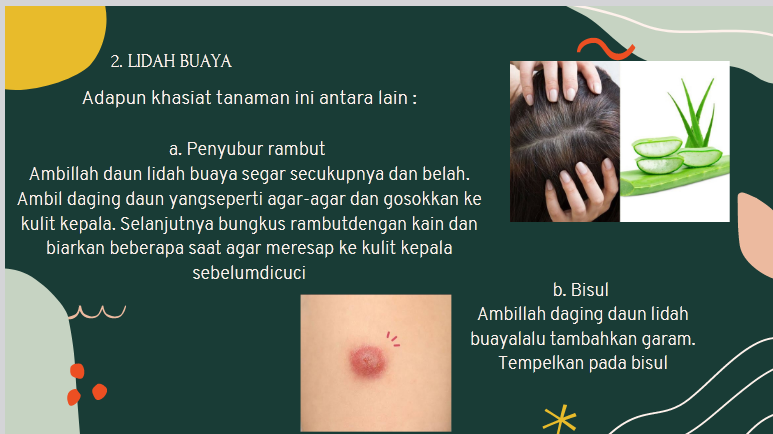 2. LIDAH BUAYA
Adapun khasiat tanaman ini antara lain :
a. Penyubur rambut
Ambillah daun lidah buaya segar secukupnya dan belah.
Ambil daging daun yangseperti agar-agar dan gosokkan ke
kulit kepala. Selanjutnya bungkus rambutdengan kain dan
biarkan beberapa saat agar meresap ke kulit kepala
sebelumdicuci
b. Bisul
Ambillah daging daun lidah
buayalalu tambahkan garam.
Tempelkan pada bisul